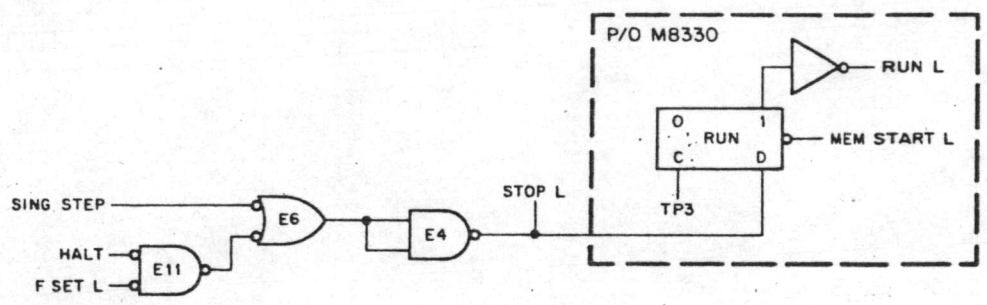 P/O M8330
RUN L
0 1
RUN
MEM START L
C D
TP3
SING STEP
E6
STOP L
E4
HALT
E11
F SET L